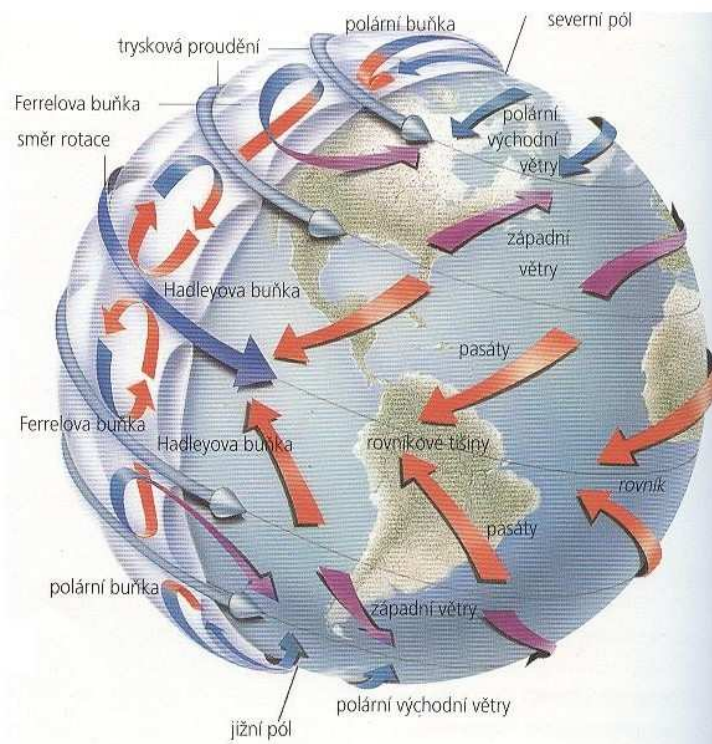 polární buňka
severní pól
trysková proudění
Ferrelova buňka
směr rotace
polární
východní
větry
západní
větry
Hadleyova buňka
pasáty
Ferrelova buňka
Hadleyova buňka
rovníkové tišiny
rovník
pasáty
polární buňka
západní větry
polární východní větry
jižní pól